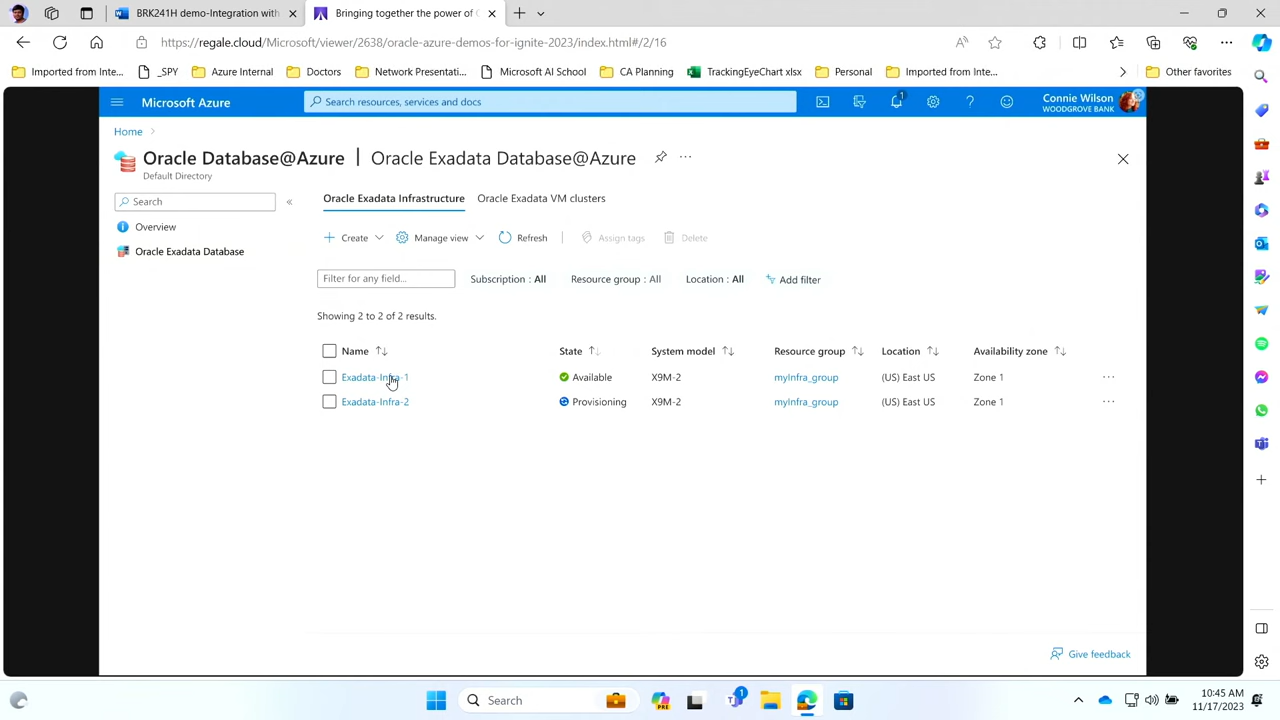 BRK241H demo-Integration with
Bringing together the power of O
https://regale.cloud/Microsoft/viewer/2638/oracle-azure-demos-for-ignite-2023/index.html#/2/16
Imported from Inte...
_SPY
Azure Internal
Doctors
Network Presentati...
Microsoft AI School
CA Planning
TrackingEyeChart xlsx
Personal
Imported from Inte...
Other favorites
Microsoft Azure
Search resources, services and docs
1
Connie Wilson
WOODGROVE BANK
Home
Oracle Database@Azure | Oracle Exadata Database@Azure
Default Directory
Search
Overview
Oracle Exadata Database
Oracle Exadata Infrastructure
Oracle Exadata VM clusters
Create
Manage view
Refresh
Assign tags
Delete
Filter for any field...
Subscription : All
Resource group : All
Location : All
Add filter
Showing 2 to 2 of 2 results.
Name State System model Resource group Location Availability zone
Exadata-Infra-1 Available X9M-2 myInfra_group (US) East US Zone 1 ...
Exadata-Infra-2 Provisioning X9M-2 myInfra_group (US) East US Zone 1 ...
Give feedback
Search
PRE
1
10:45 AM
11/17/2023